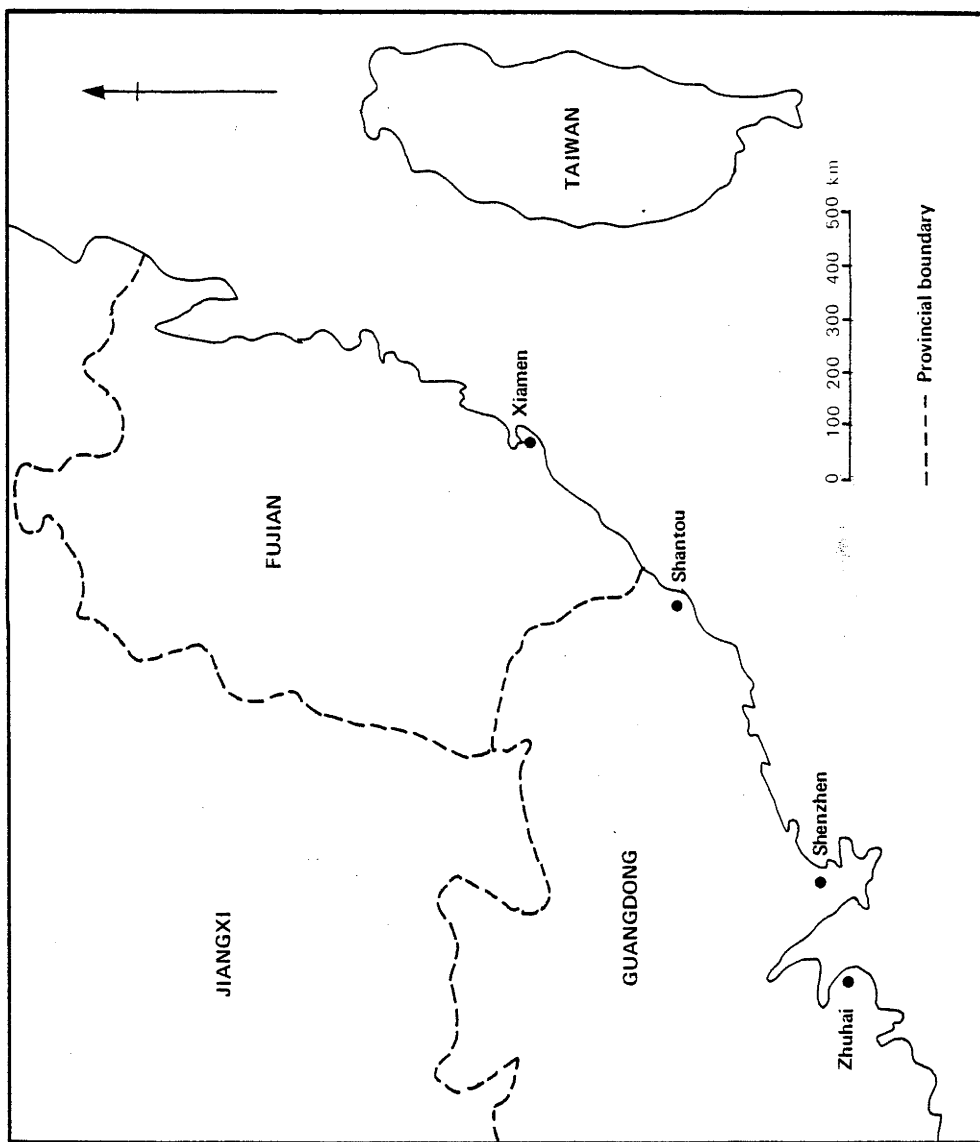 TAIWAN
Xiamen
FUJIAN
Shantou
JIANGXI
GUANGDONG
Shenzhen
Zhuhai
0 100 200 300 400 500 km
Provincial boundary